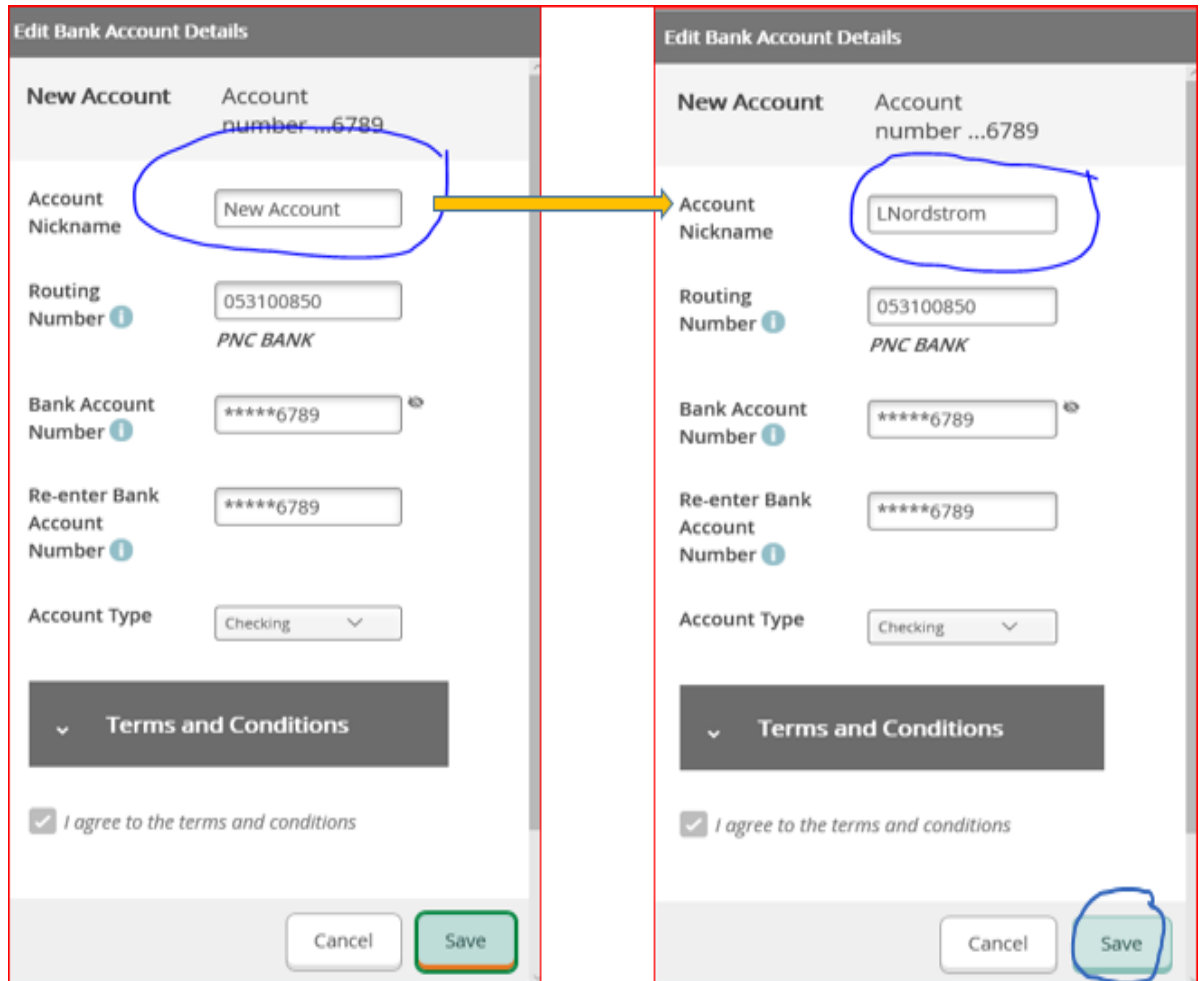 Edit Bank Account Details
New Account
Account
number ...6789
Account
Nickname
New Account
Routing
Number
053100850
PNC BANK
Bank Account
Number
*****6789
Re-enter Bank
Account
Number
*****6789
Account Type
Checking
Terms and Conditions
I agree to the terms and conditions
Cancel
Save
Edit Bank Account Details
New Account
Account
number ...6789
Account
Nickname
LNordstrom
Routing
Number
053100850
PNC BANK
Bank Account
Number
*****6789
Re-enter Bank
Account
Number
*****6789
Account Type
Checking
Terms and Conditions
I agree to the terms and conditions
Cancel
Save